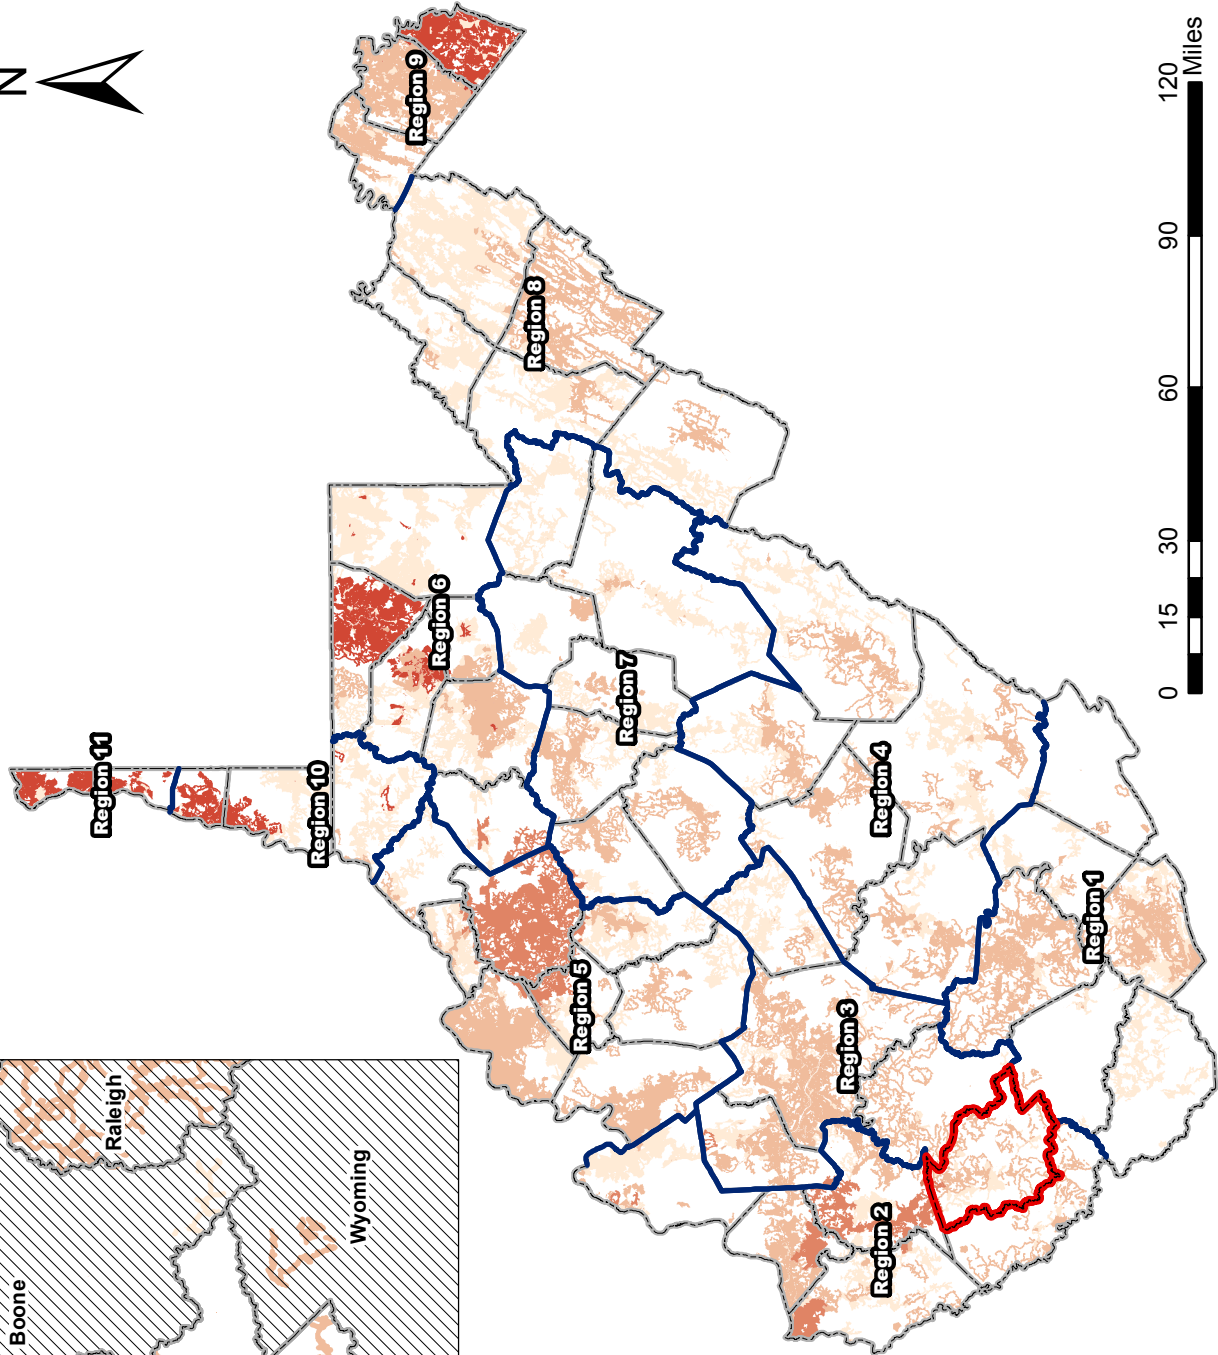 N
Region 11
Region 10
Region 9
Region 6
Region 8
Region 7
Region 5
Region 4
Region 3
Region 2
Region 1
Boone
Raleigh
Wyoming
0 15 30 60 90 120
Miles